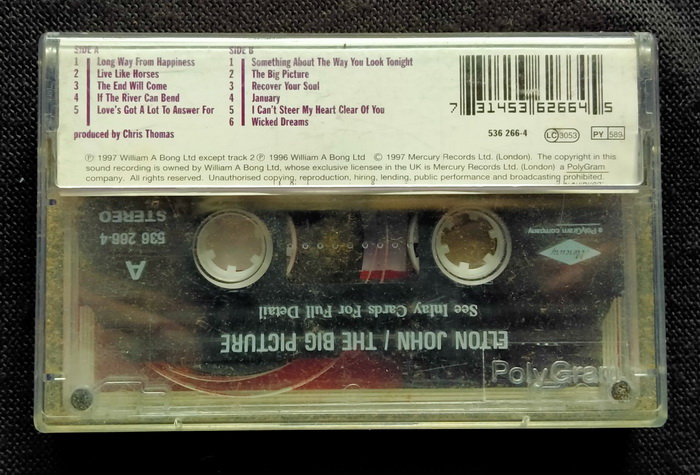 SIDE A
1 Long Way From Happiness
2 Live Like Horses
3 The End Will Come
4 If The River Can Bend
5 Love's Got A Lot To Answer For
produced by Chris Thomas
SIDE B
1 Something About The Way You Look Tonight
2 The Big Picture
3 Recover Your Soul
4 January
5 I Can't Steer My Heart Clear Of You
6 Wicked Dreams
7 31453 62664 5
536 266-4 LC 3053 PY 589
℗ 1997 William A Bong Ltd except track 2 ℗ 1996 William A Bong Ltd © 1997 Mercury Records Ltd. (London). The copyright in this
sound recording is owned by William A Bong Ltd, whose exclusive licensee in the UK is Mercury Records Ltd. (London) a PolyGram
company. All rights reserved. Unauthorised copying, reproduction, hiring, lending, public performance and broadcasting prohibited.
A
536 266-4
STEREO
Mercury
a PolyGram company
See Inlay Cards For Full Detail
ELTON JOHN / THE BIG PICTURE
PolyGram